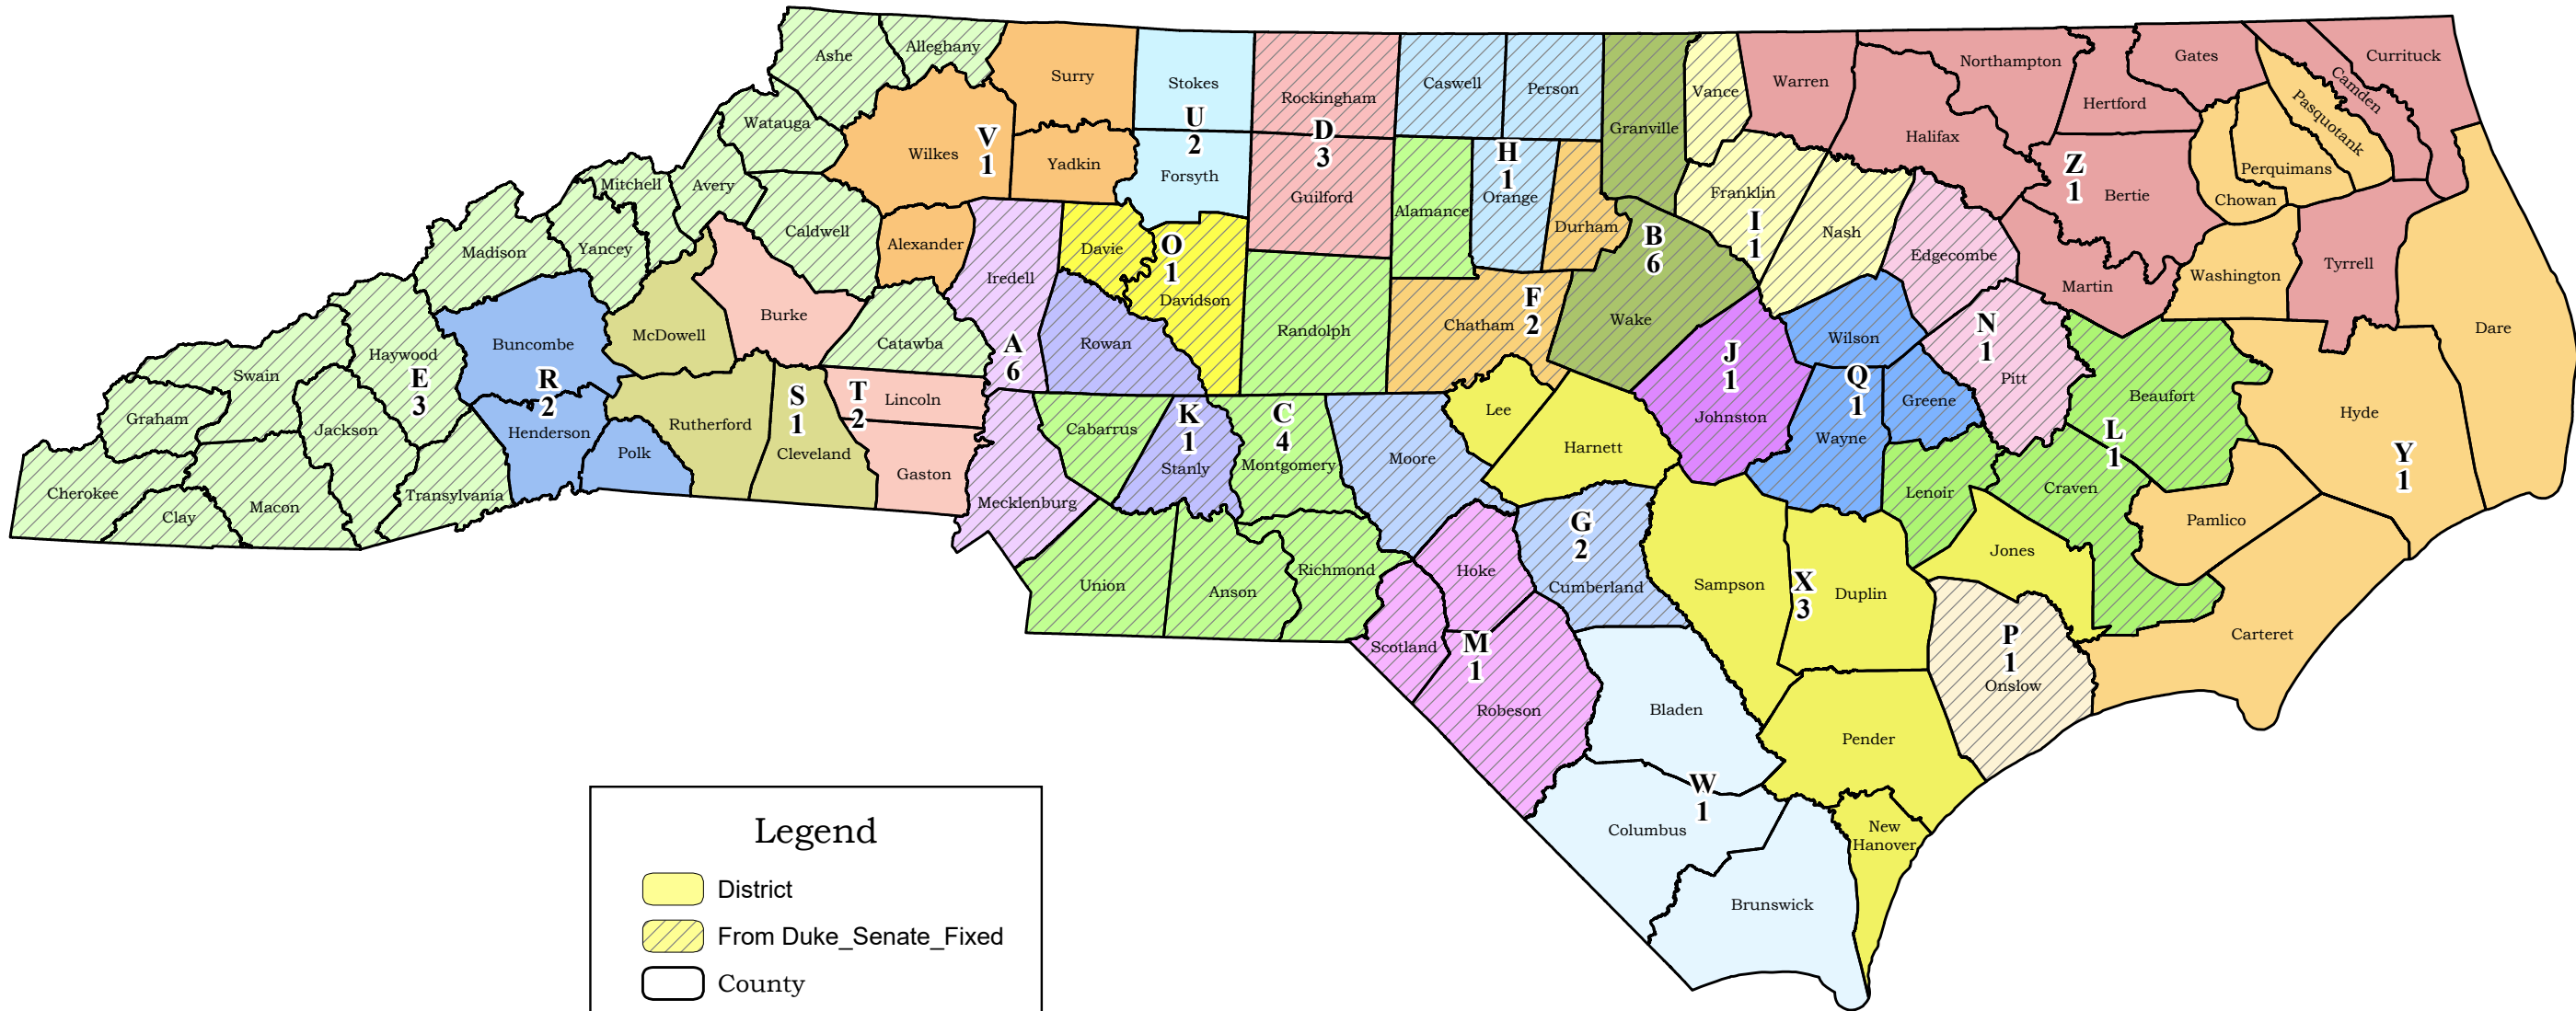 Ashe
Alleghany
Surry
Stokes
Rockingham
Caswell
Person
Granville
Vance
Warren
Northampton
Gates
Currituck
Camden
Pasquotank
Hertford
Halifax
Perquimans
Chowan
Bertie
Z
1
Watauga
Wilkes
V
1
Yadkin
U
2
Forsyth
D
3
Guilford
Alamance
H
1
Orange
Durham
Franklin
I
1
Nash
Edgecombe
Martin
Washington
Tyrrell
Dare
Mitchell
Avery
Caldwell
Alexander
Iredell
Davie
O
1
Davidson
Randolph
Chatham
F
2
B
6
Wake
Madison
Yancey
McDowell
Burke
Catawba
A
6
Rowan
J
1
Johnston
Wilson
N
1
Pitt
Beaufort
Hyde
Y
1
Buncombe
R
2
Haywood
E
3
Swain
Graham
Jackson
Henderson
Polk
Rutherford
S
1
Cleveland
T
2
Lincoln
Gaston
Mecklenburg
Cabarrus
K
1
Stanly
C
4
Montgomery
Moore
Lee
Harnett
Q
1
Wayne
Greene
Lenoir
L
1
Craven
Pamlico
Cherokee
Clay
Macon
Transylvania
Union
Anson
Richmond
Hoke
G
2
Cumberland
Sampson
X
3
Duplin
Jones
P
1
Onslow
Carteret
Scotland
M
1
Robeson
Bladen
Pender
W
1
Columbus
New
Hanover
Brunswick
Legend
District
From Duke_Senate_Fixed
County